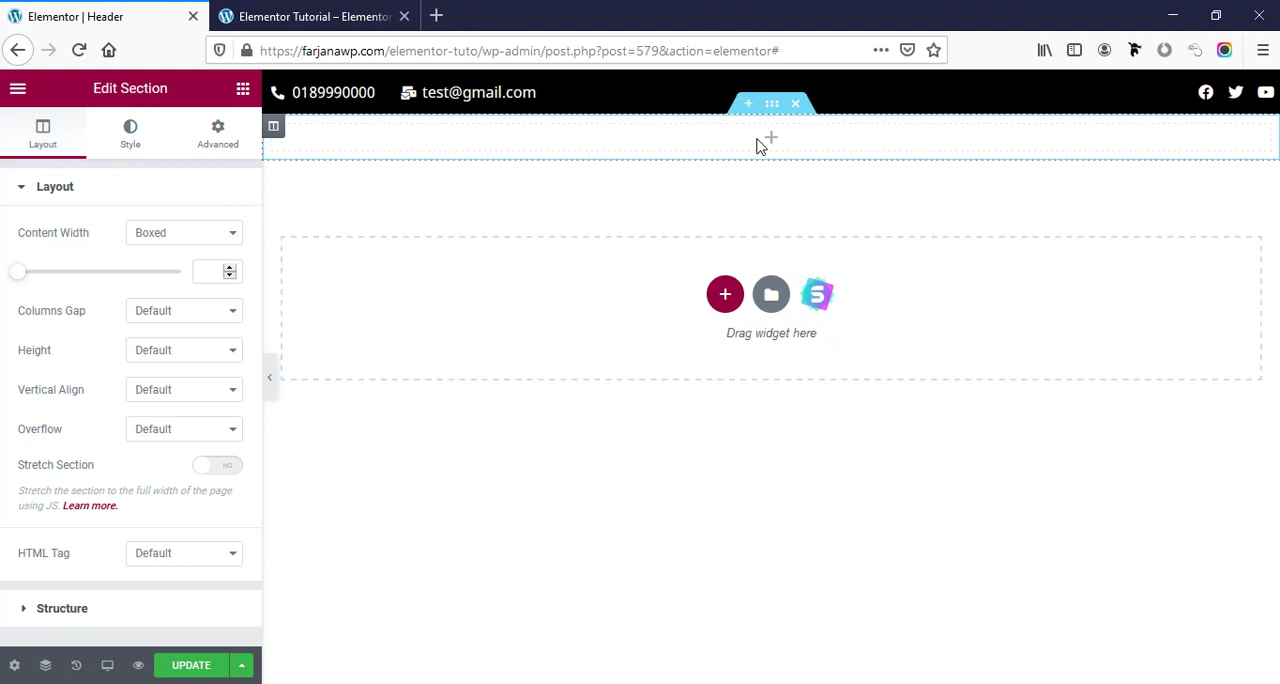 Elementor | Header
Elementor Tutorial – Elementor
https://farjanawp.com/elementor-tuto/wp-admin/post.php?post=579&action=elementor#
Edit Section
0189990000
test@gmail.com
Layout
Style
Advanced
Layout
Content Width
Boxed
Columns Gap
Default
Height
Default
Vertical Align
Default
Overflow
Default
Stretch Section
NO
Stretch the section to the full width of the page
using JS. Learn more.
HTML Tag
Default
Structure
UPDATE
Drag widget here